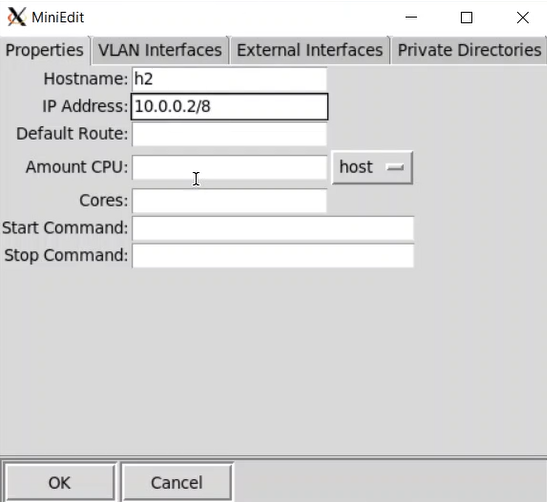 MiniEdit
Properties VLAN Interfaces External Interfaces Private Directories
Hostname: h2
IP Address: 10.0.0.2/8
Default Route:
Amount CPU: host
Cores:
Start Command:
Stop Command:
OK Cancel